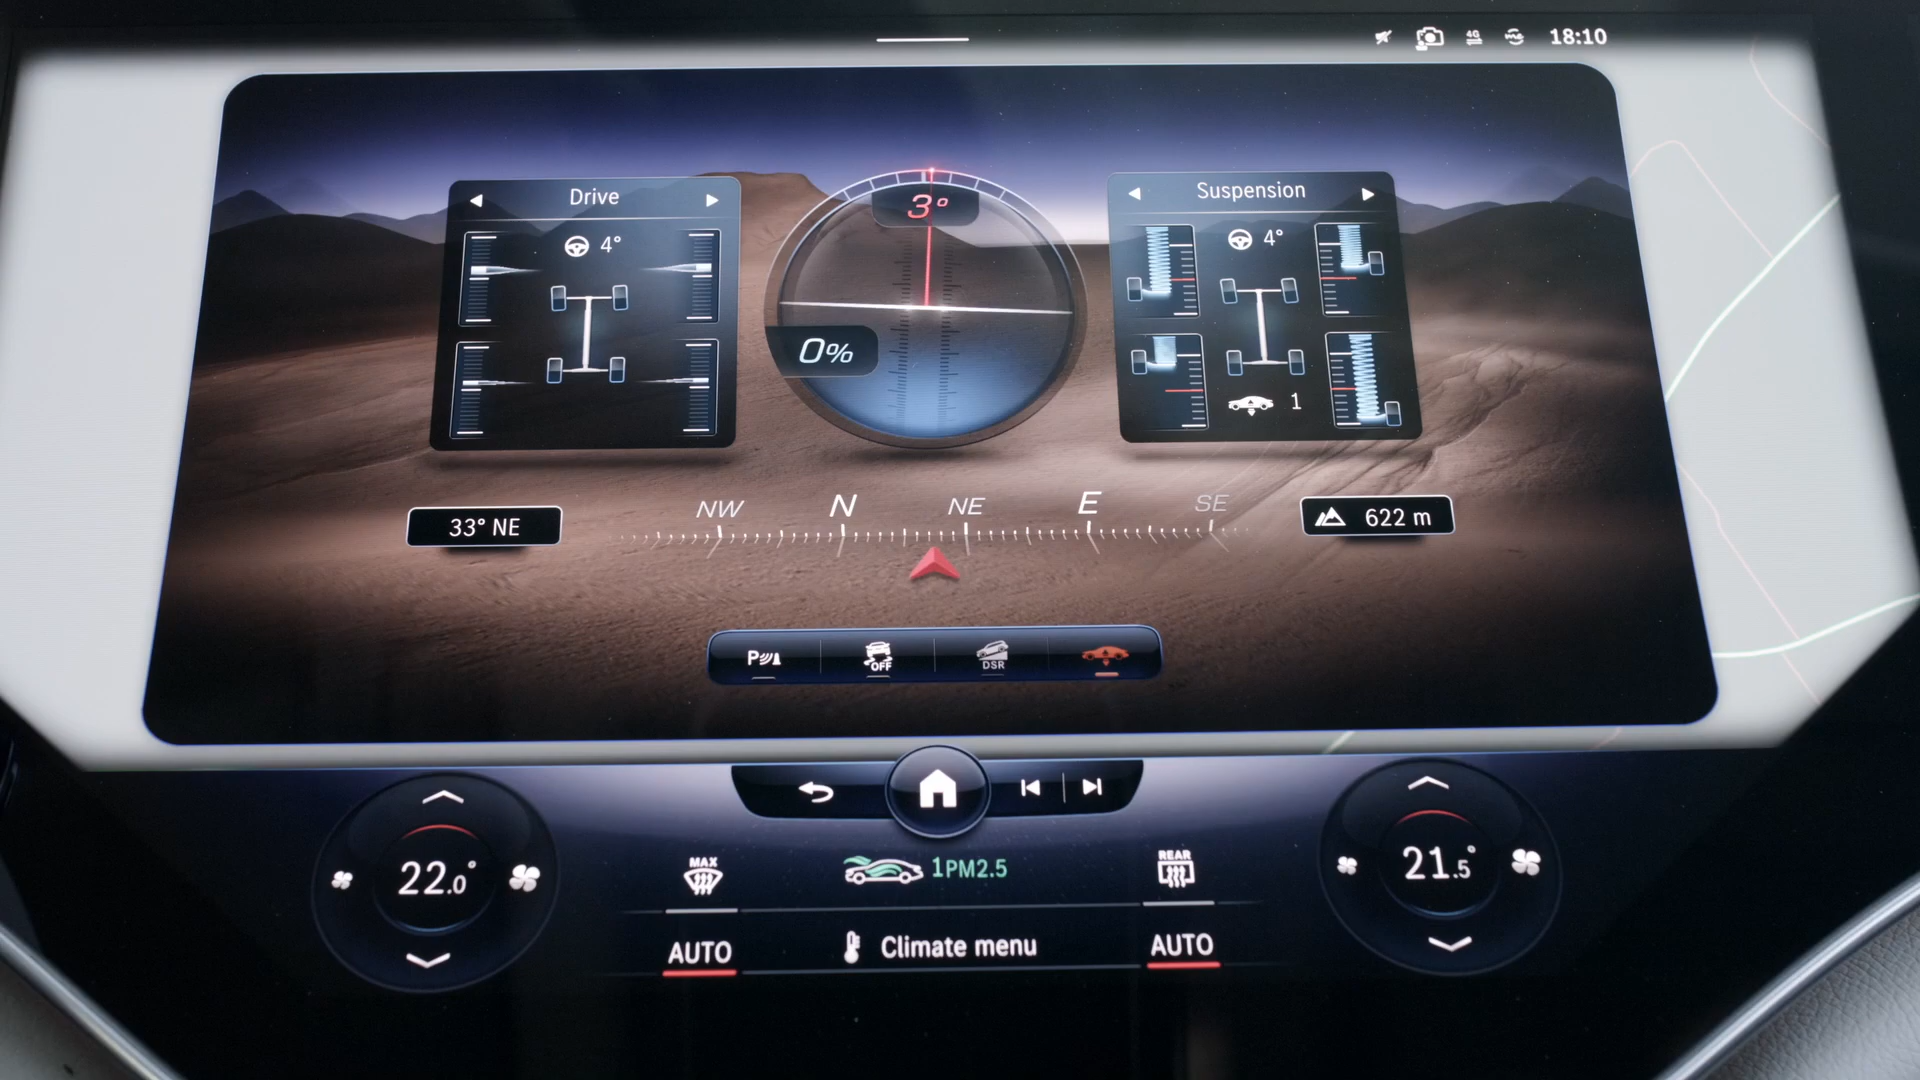 4G
18:10
Drive
4°
3°
0%
Suspension
4°
1
33° NE
NW N NE E SE
622 m
P
OFF
DSR
22.0°
MAX
1PM2.5
REAR
21.5°
AUTO
Climate menu
AUTO